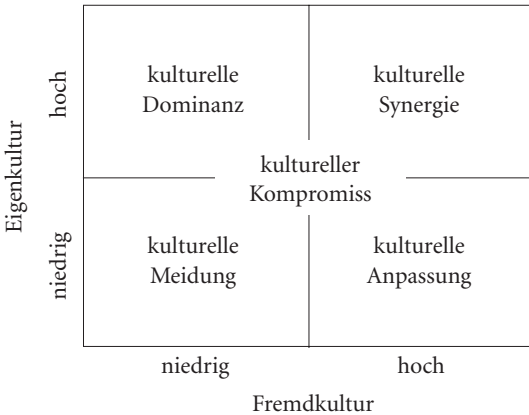 Eigenkultur
hoch
niedrig
kulturelle
Dominanz
kulturelle
Synergie
kultureller
Kompromiss
kulturelle
Meidung
kulturelle
Anpassung
niedrig
hoch
Fremdkultur